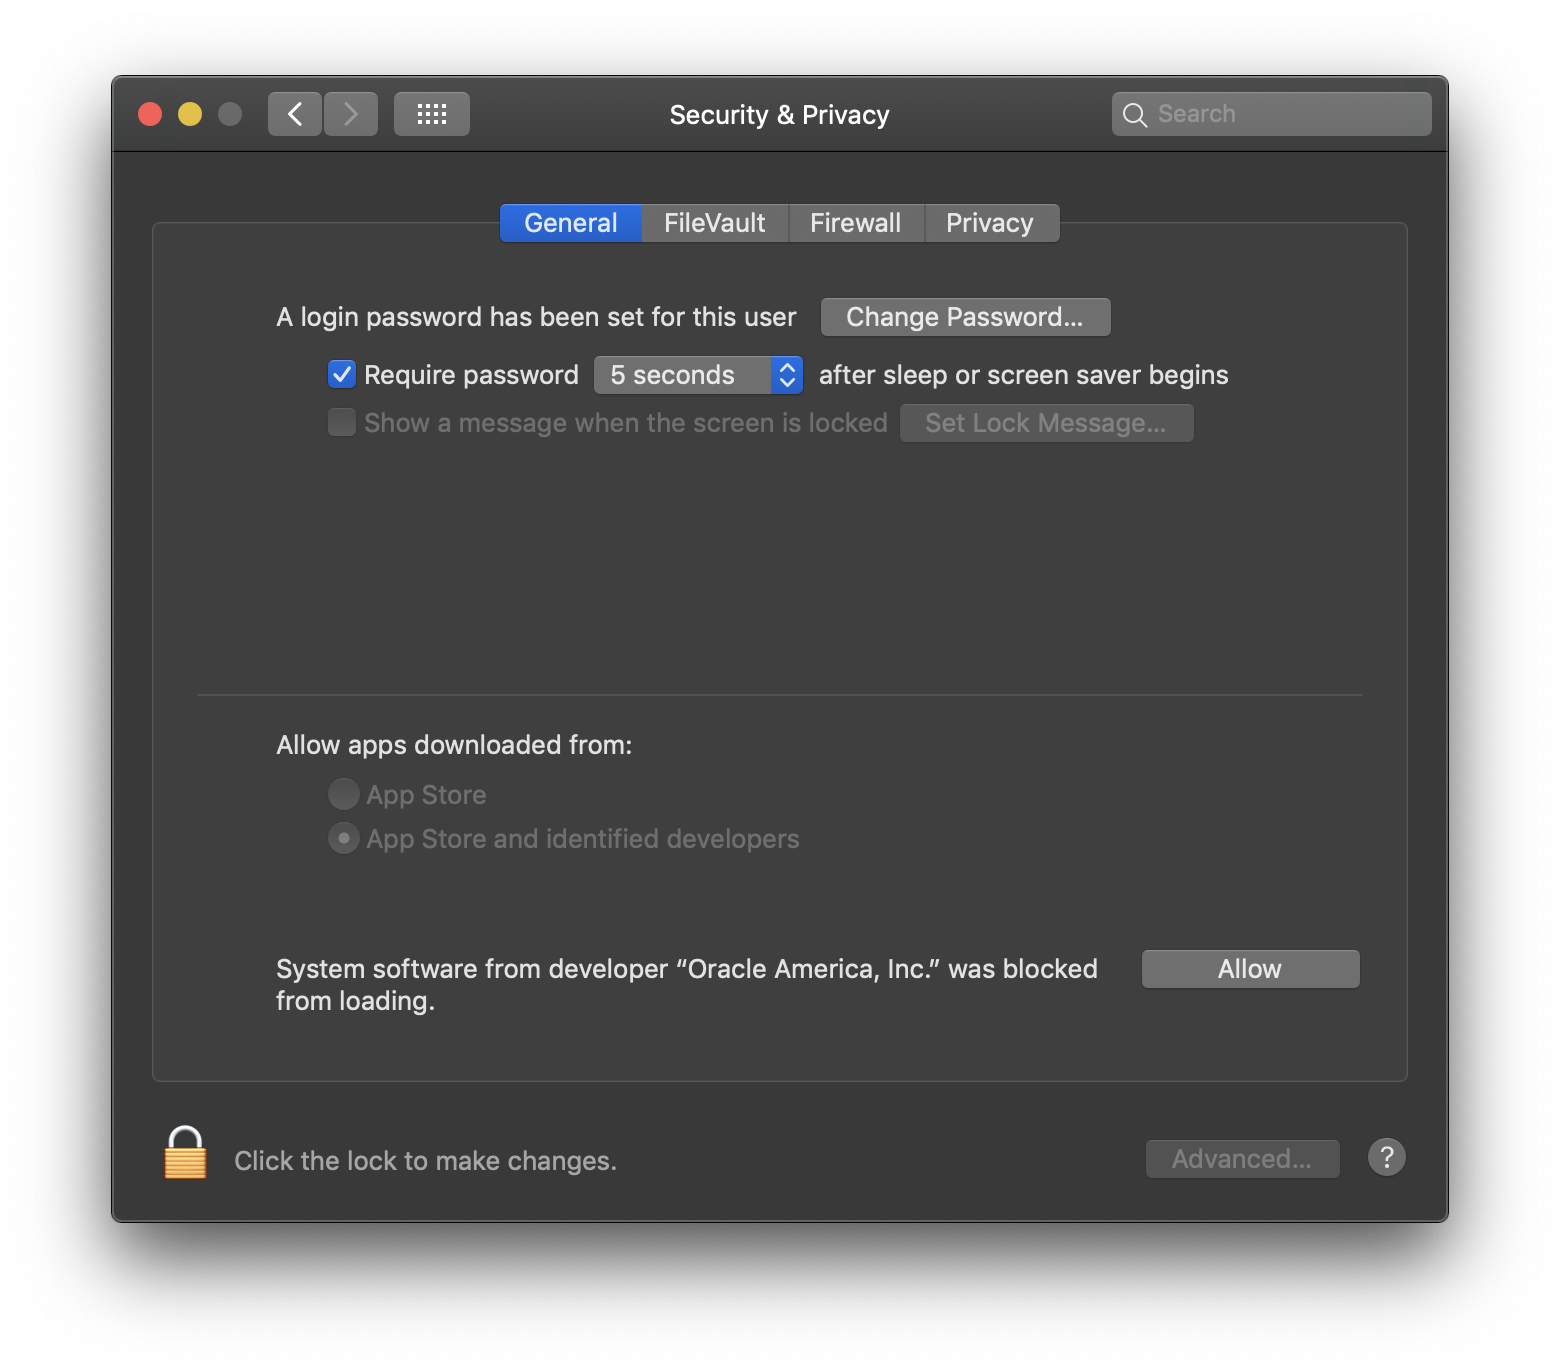 Security & Privacy
Search
General
FileVault
Firewall
Privacy
A login password has been set for this user
Change Password...
Require password
5 seconds
after sleep or screen saver begins
Show a message when the screen is locked
Set Lock Message...
Allow apps downloaded from:
App Store
App Store and identified developers
System software from developer “Oracle America, Inc.” was blocked
from loading.
Allow
Click the lock to make changes.
Advanced...
?